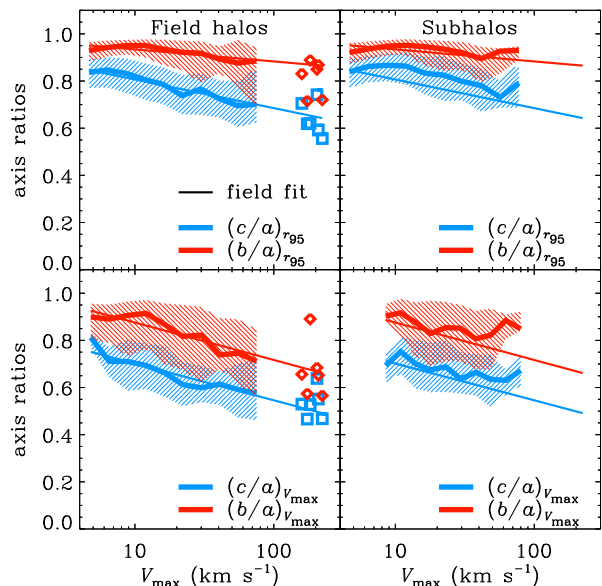 Field halos
Subhalos
axis ratios
1.0
0.8
0.6
0.4
0.2
0.0
field fit
(c/a)r95
(b/a)r95
(c/a)r95
(b/a)r95
axis ratios
1.0
0.8
0.6
0.4
0.2
0.0
(c/a)Vmax
(b/a)Vmax
(c/a)Vmax
(b/a)Vmax
10
100
10
100
Vmax (km s⁻¹)
Vmax (km s⁻¹)